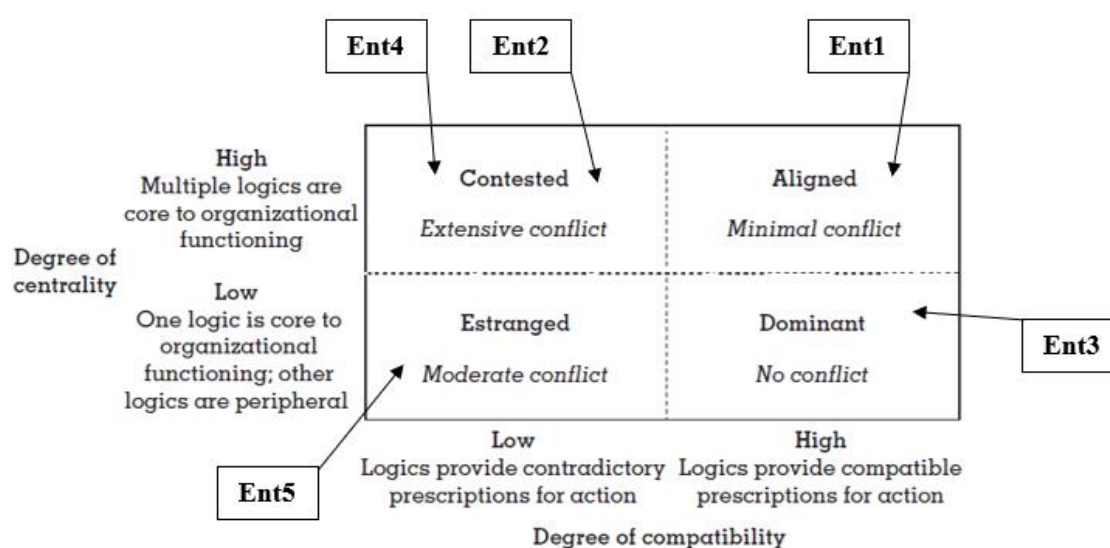 Ent4
Ent2
Ent1
High
Multiple logics are
core to organizational
functioning
Contested
Aligned
Extensive conflict
Minimal conflict
Degree of
centrality
Low
One logic is core to
organizational
functioning; other
logics are peripheral
Estranged
Dominant
Moderate conflict
No conflict
Ent3
Ent5
Low
Logics provide contradictory
prescriptions for action
High
Logics provide compatible
prescriptions for action
Degree of compatibility